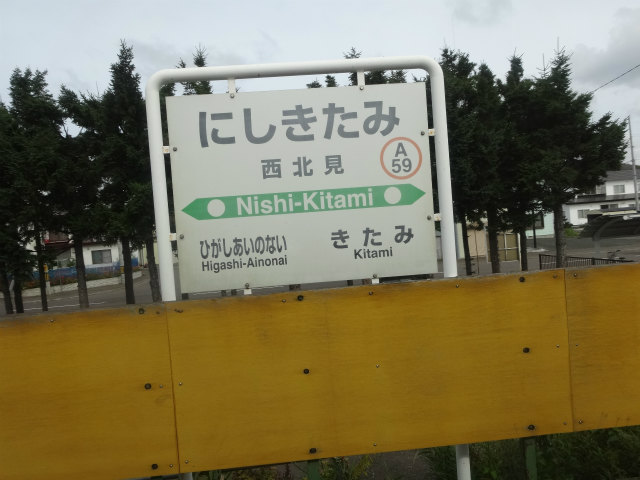 にしきたみ
西北見
A
59
Nishi-Kitami
ひがしあいのない
Higashi-Ainonai
きたみ
Kitami